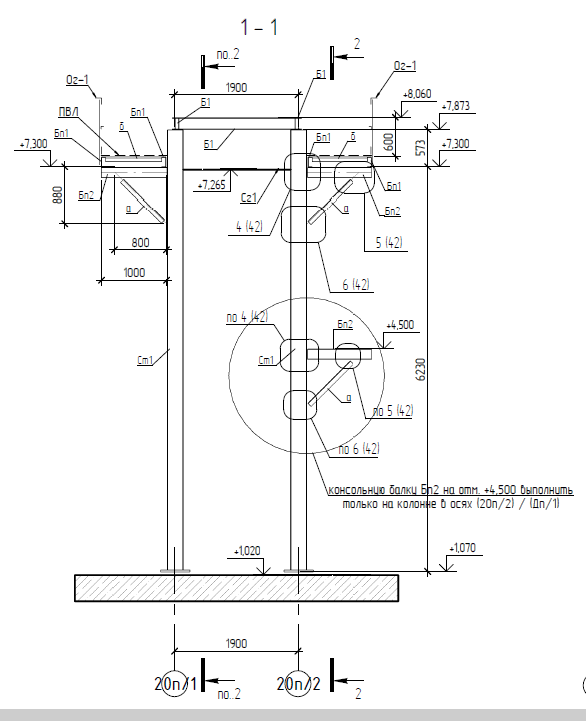 1 - 1
по..2
2
Ог-1
Ог-1
1900
Б1
+8,060
Б1
ПВЛ
Бп1
+7,873
б
Бп1
Бп1
б
+7,300
Б1
600
573
+7,300
+7,265
Сг1
Бп1
Бп2
Бп2
880
а
а
4 (42)
5 (42)
800
1000
6 (42)
по 4 (42)
Бп2
+4,500
Ст1
Ст1
6230
а
по 5 (42)
по 6 (42)
консольную балки Бп2 на отм. +4,500 выполнить
только на колонне в осях (20п/2) / (Дп/1)
+1,020
+1,070
1900
20п/1
20п/2
по..2
2